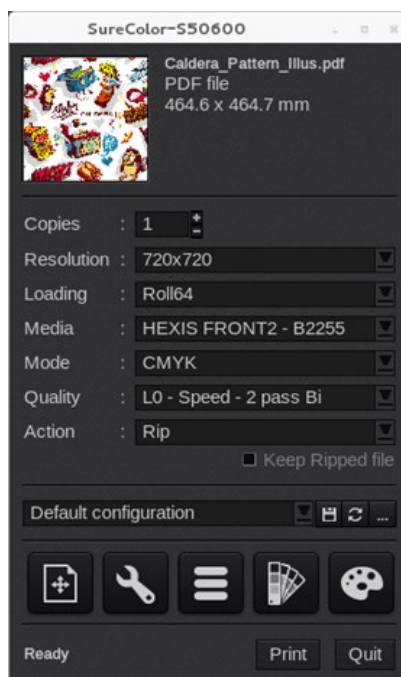 SureColor-S50600
Caldera_Pattern_Illus.pdf
PDF file
464.6 x 464.7 mm
Copies : 1
Resolution : 720x720
Loading : Roll64
Media : HEXIS FRONT2 - B2255
Mode : CMYK
Quality : L0 - Speed - 2 pass Bi
Action : Rip
Keep Ripped file
Default configuration ...
Ready Print Quit